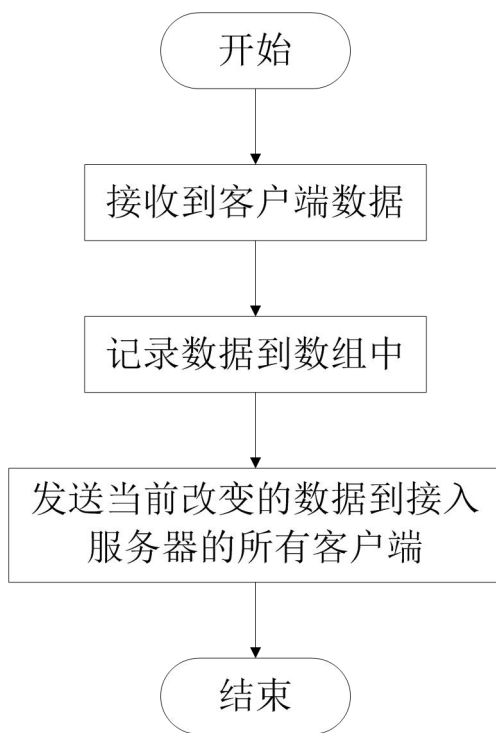 开始
接收到客户端数据
记录数据到数组中
发送当前改变的数据到接入
服务器的所有客户端
结束